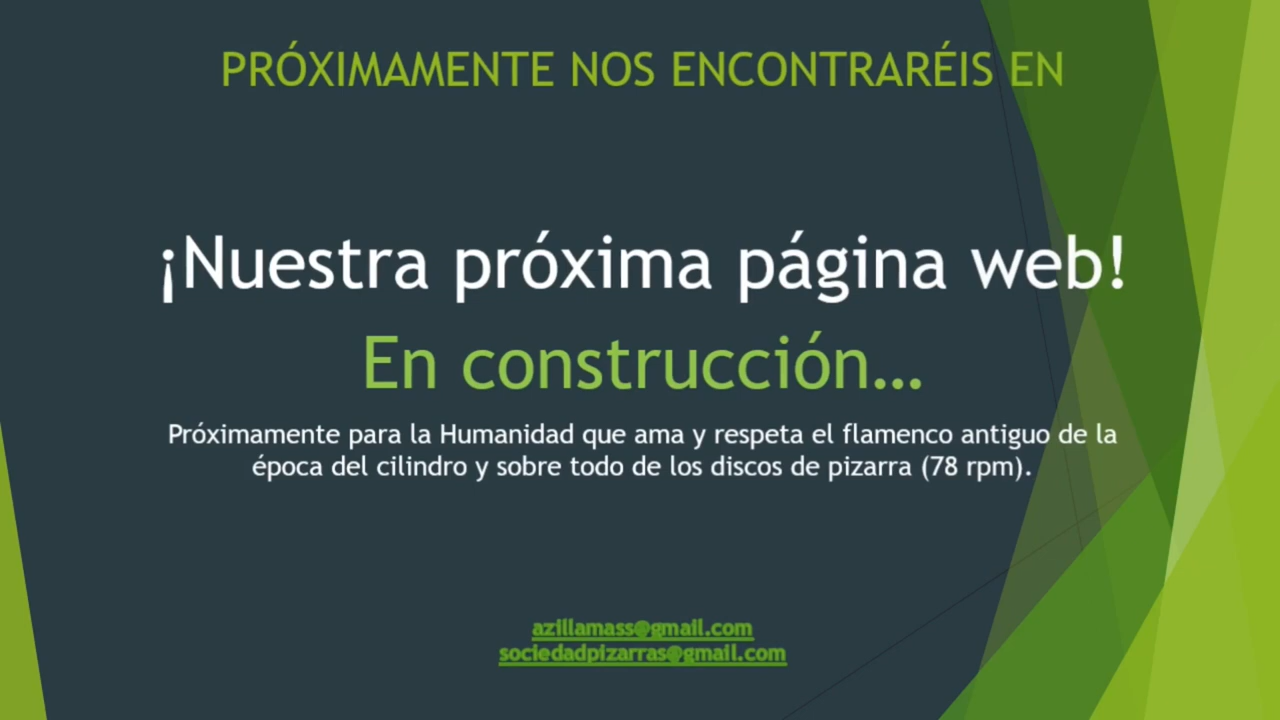 PRÓXIMAMENTE NOS ENCONTRARÉIS EN
¡Nuestra próxima página web!
En construcción...
Próximamente para la Humanidad que ama y respeta el flamenco antiguo de la
época del cilindro y sobre todo de los discos de pizarra (78 rpm).
azillamass@gmail.com
sociedadpizarras@gmail.com